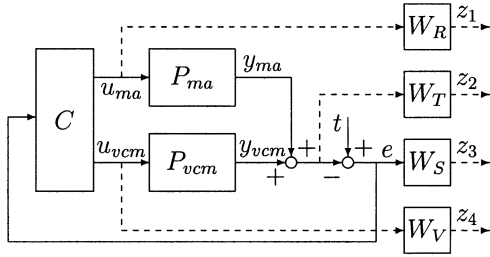 W_R z_1
y_ma
P_ma
u_ma
W_T z_2
C
t
u_vcm
y_vcm + + e z_3
P_vcm W_S
+ −
z_4
W_V